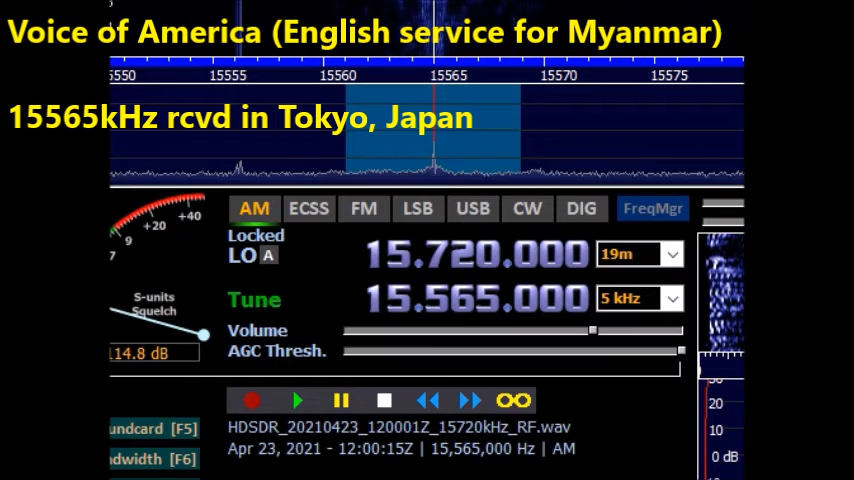 Voice of America (English service for Myanmar)
5550 15555 15560 15565 15570 15575
15565kHz rcvd in Tokyo, Japan
AM ECSS FM LSB USB CW DIG FreqMgr
+40
+20
9
7
Locked
LO A 15.720.000 19m
S-units
Squelch
Tune 15.565.000 5 kHz
Volume
AGC Thresh.
114.8 dB
20
10
0 dB
HDSDR_20210423_120001Z_15720kHz_RF.wav
undcard [F5]
Apr 23, 2021 - 12:00:15Z | 15,565,000 Hz | AM
dwidth [F6]